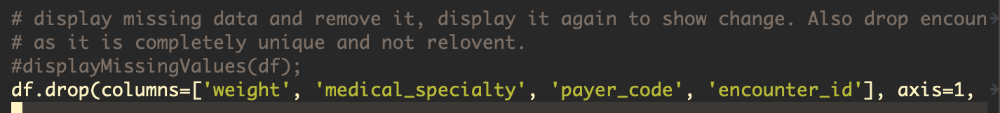 # display missing data and remove it, display it again to show change. Also drop encoun
# as it is completely unique and not relovent.
#displayMissingValues(df);
df.drop(columns=['weight', 'medical_specialty', 'payer_code', 'encounter_id'], axis=1,